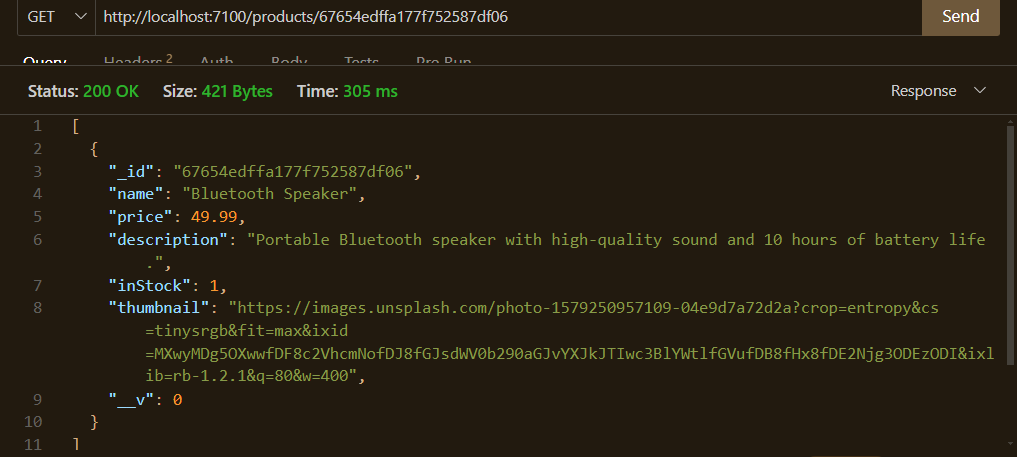 GET http://localhost:7100/products/67654edffa177f752587df06 Send
Query Headers 2 Auth Body Tests Pre Run
Status: 200 OK Size: 421 Bytes Time: 305 ms Response
1 [
2 {
3 "_id": "67654edffa177f752587df06",
4 "name": "Bluetooth Speaker",
5 "price": 49.99,
6 "description": "Portable Bluetooth speaker with high-quality sound and 10 hours of battery life
.",
7 "inStock": 1,
8 "thumbnail": "https://images.unsplash.com/photo-1579250957109-04e9d7a72d2a?crop=entropy&cs
=tinysrgb&fit=max&ixid
=MXwyMDg5OXwwfDF8c2VhcmNofDJ8fGJsdWV0b290aGJvYXJkJTIwc3BlYWtlfGVufDB8fHx8fDE2Njg3ODEzODI&ixl
ib=rb-1.2.1&q=80&w=400",
9 "__v": 0
10 }
11 ]